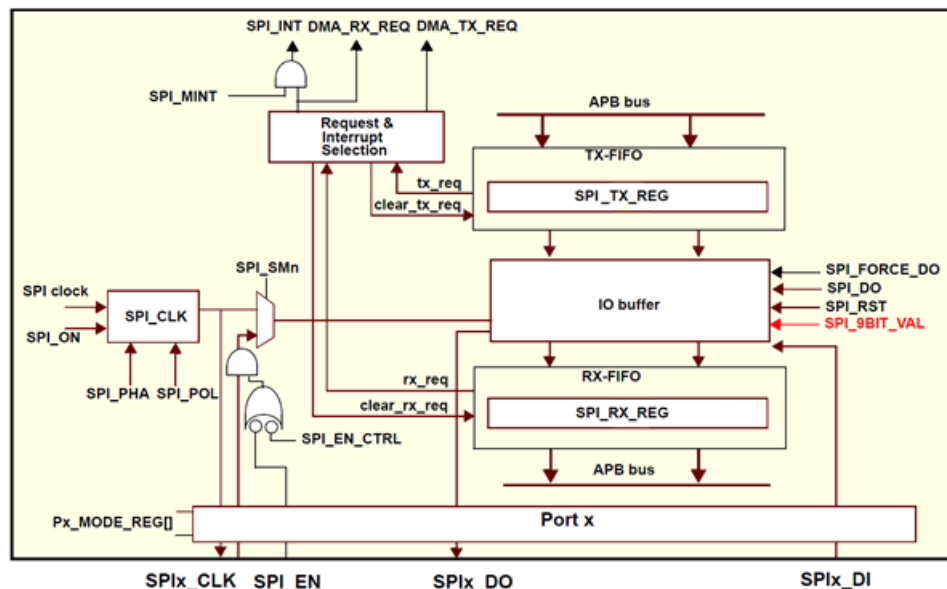 SPI_INT DMA_RX_REQ DMA_TX_REQ
SPI_MINT
APB bus
Request &
Interrupt
Selection
TX-FIFO
tx_req
SPI_TX_REG
clear_tx_req
SPI_SMn
SPI_FORCE_DO
SPI clock
SPI_DO
SPI_CLK
IO buffer
SPI_RST
SPI_ON
SPI_9BIT_VAL
rx_req
RX-FIFO
SPI_PHA SPI_POL
clear_rx_req
SPI_RX_REG
SPI_EN_CTRL
APB bus
Px_MODE_REG[]
Port x
SPIx_CLK SPI_EN SPIx_DO SPIx_DI